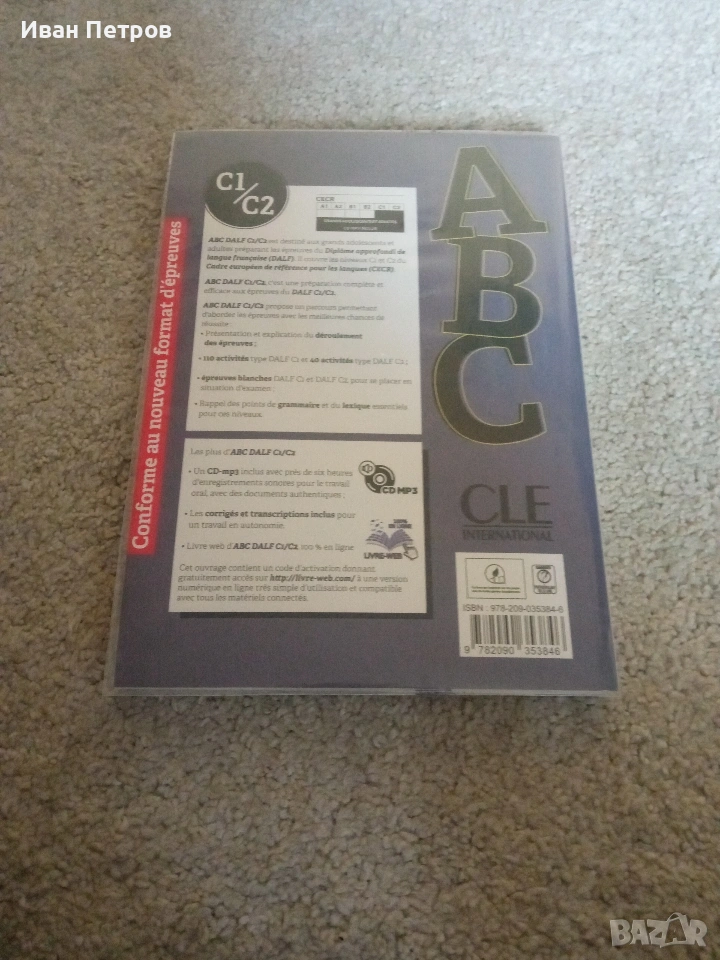 Иван Петров
C1/C2
CECR
A1 A2 B1 B2 C1 C2
Conforme au nouveau format d'épreuves
ABC DALF C1/C2 est destiné aux grands adolescents et
adultes préparant les épreuves du Diplôme approfondi de
langue française (DALF). Il couvre les niveaux C1 et C2 du
Cadre européen de référence pour les langues (CECR).
ABC DALF C1/C2, c'est une préparation complète et
efficace aux épreuves du DALF C1/C2.
ABC DALF C1/C2 propose un parcours permettant
d'aborder les épreuves avec les meilleures chances de
réussite :
• Présentation et explication du déroulement
des épreuves ;
• 110 activités type DALF C1 et 40 activités type DALF C2 ;
• épreuves blanches DALF C1 et DALF C2, pour se placer en
situation d'examen ;
• Rappel des points de grammaire et du lexique essentiels
pour ces niveaux.
Les plus d'ABC DALF C1/C2
• Un CD-mp3 inclus avec près de six heures
d'enregistrements sonores pour le travail
oral, avec des documents authentiques ;
CD MP3
• Les corrigés et transcriptions inclus pour
un travail en autonomie.
• Livre web d'ABC DALF C1/C2, 100 % en ligne
100% EN LIGNE
LIVRE-WEB
Cet ouvrage contient un code d'activation donnant
gratuitement accès sur http://livre-web.com/ à une version
numérique en ligne très simple d'utilisation et compatible
avec tous les matériels connectés.
ABC
CLE
INTERNATIONAL
ISBN : 978-209-035384-6
9 782090 353846
BAZAR